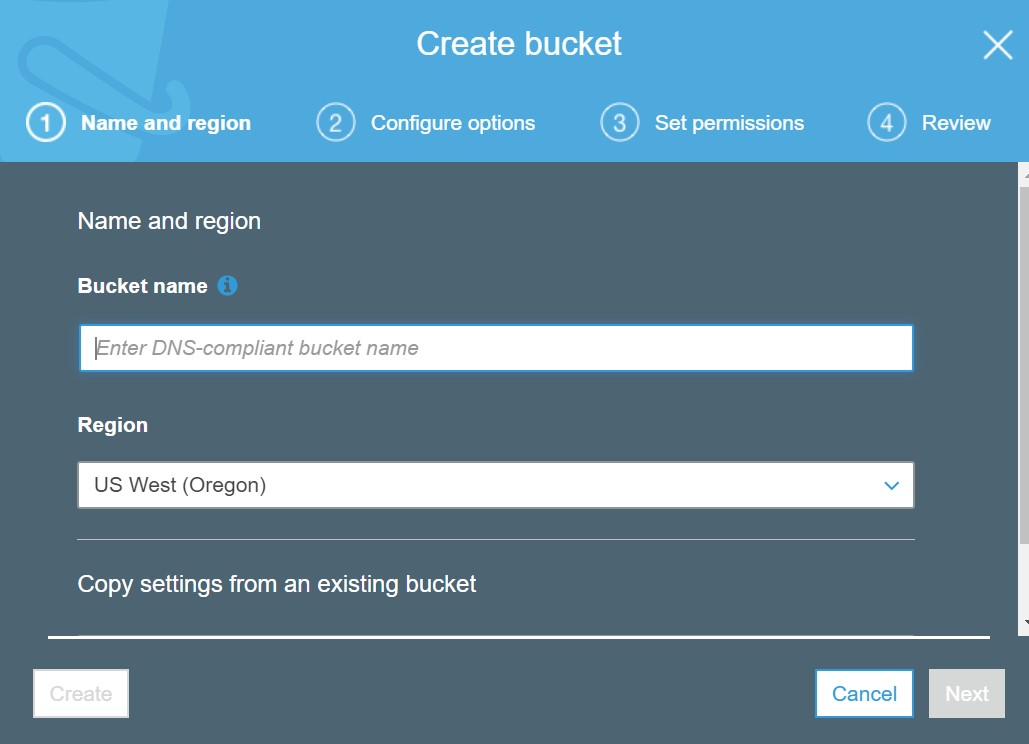 Create bucket
1 Name and region 2 Configure options 3 Set permissions 4 Review
Name and region
Bucket name
Enter DNS-compliant bucket name
Region
US West (Oregon)
Copy settings from an existing bucket
Create Cancel Next